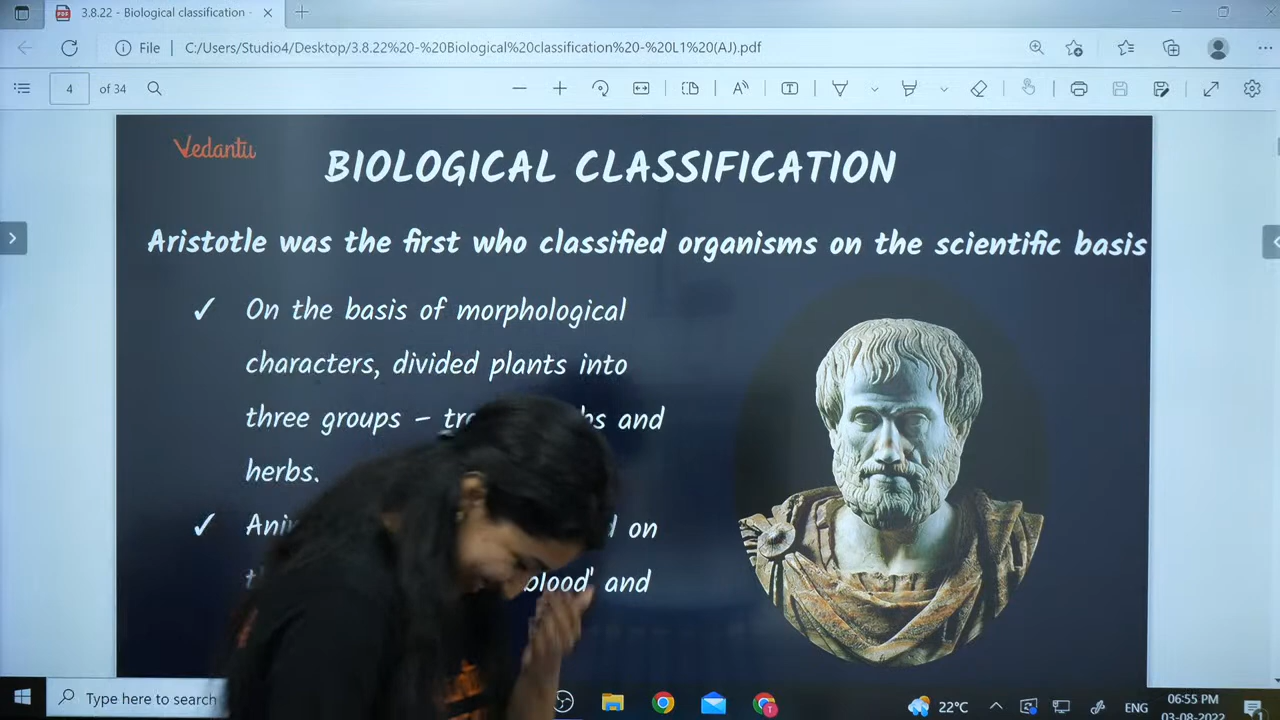 3.8.22 - Biological classification -
File
C:/Users/Studio4/Desktop/3.8.22%20-%20Biological%20classification%20-%20L1%20(AJ).pdf
4 of 34
Vedantu
BIOLOGICAL CLASSIFICATION
Aristotle was the first who classified organisms on the scientific basis
✓ On the basis of morphological
characters, divided plants into
three groups – and
herbs.
✓ on
blood' and
Type here to search
22°C
ENG
06:55 PM
03-08-2022